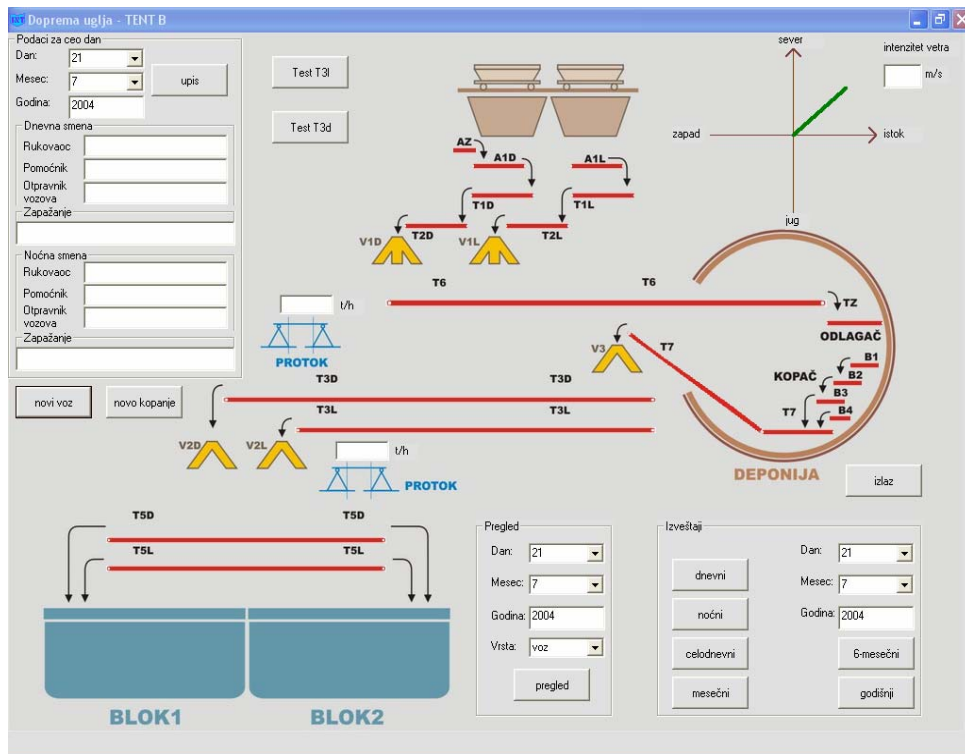 Doprema uglja - TENT B
Podaci za ceo dan
Dan: 21
Mesec: 7
upis
Godina: 2004
Dnevna smena
Rukovaoc
Pomoćnik
Otpravnik
vozova
Zapažanje
Noćna smena
Rukovaoc
Pomoćnik
Otpravnik
vozova
Zapažanje
novi voz
novo kopanje
Test T3l
Test T3d
sever
intenzitet vetra
m/s
zapad
istok
jug
AZ
A1D
A1L
T1D
T1L
V1D
T2D
V1L
T2L
T6
T6
TZ
t/h
PROTOK
ODLAGAČ
V3
T7
B1
KOPAČ
B2
B3
T7
B4
T3D
T3D
T3L
T3L
V2D
V2L
t/h
PROTOK
DEPONIJA
izlaz
T5D
T5D
T5L
T5L
BLOK1
BLOK2
Pregled
Dan: 21
Mesec: 7
Godina: 2004
Vrsta: voz
pregled
Izveštaji
Dan: 21
dnevni
Mesec: 7
noćni
Godina: 2004
celodnevni
6-mesečni
mesečni
godišnji